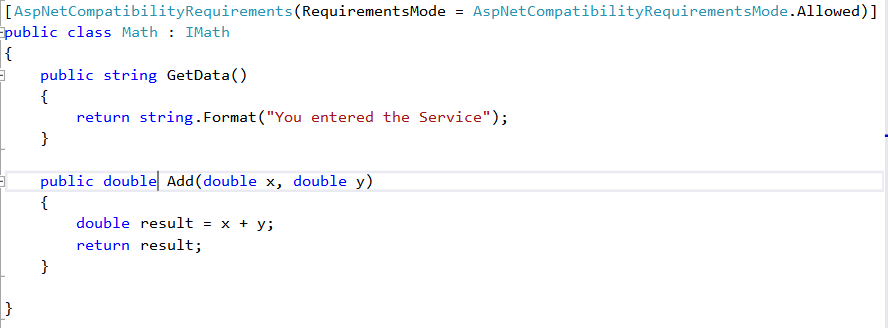 [AspNetCompatibilityRequirements(RequirementsMode = AspNetCompatibilityRequirementsMode.Allowed)]
public class Math : IMath
{
    public string GetData()
    {
        return string.Format("You entered the Service");
    }

    public double Add(double x, double y)
    {
        double result = x + y;
        return result;
    }

}